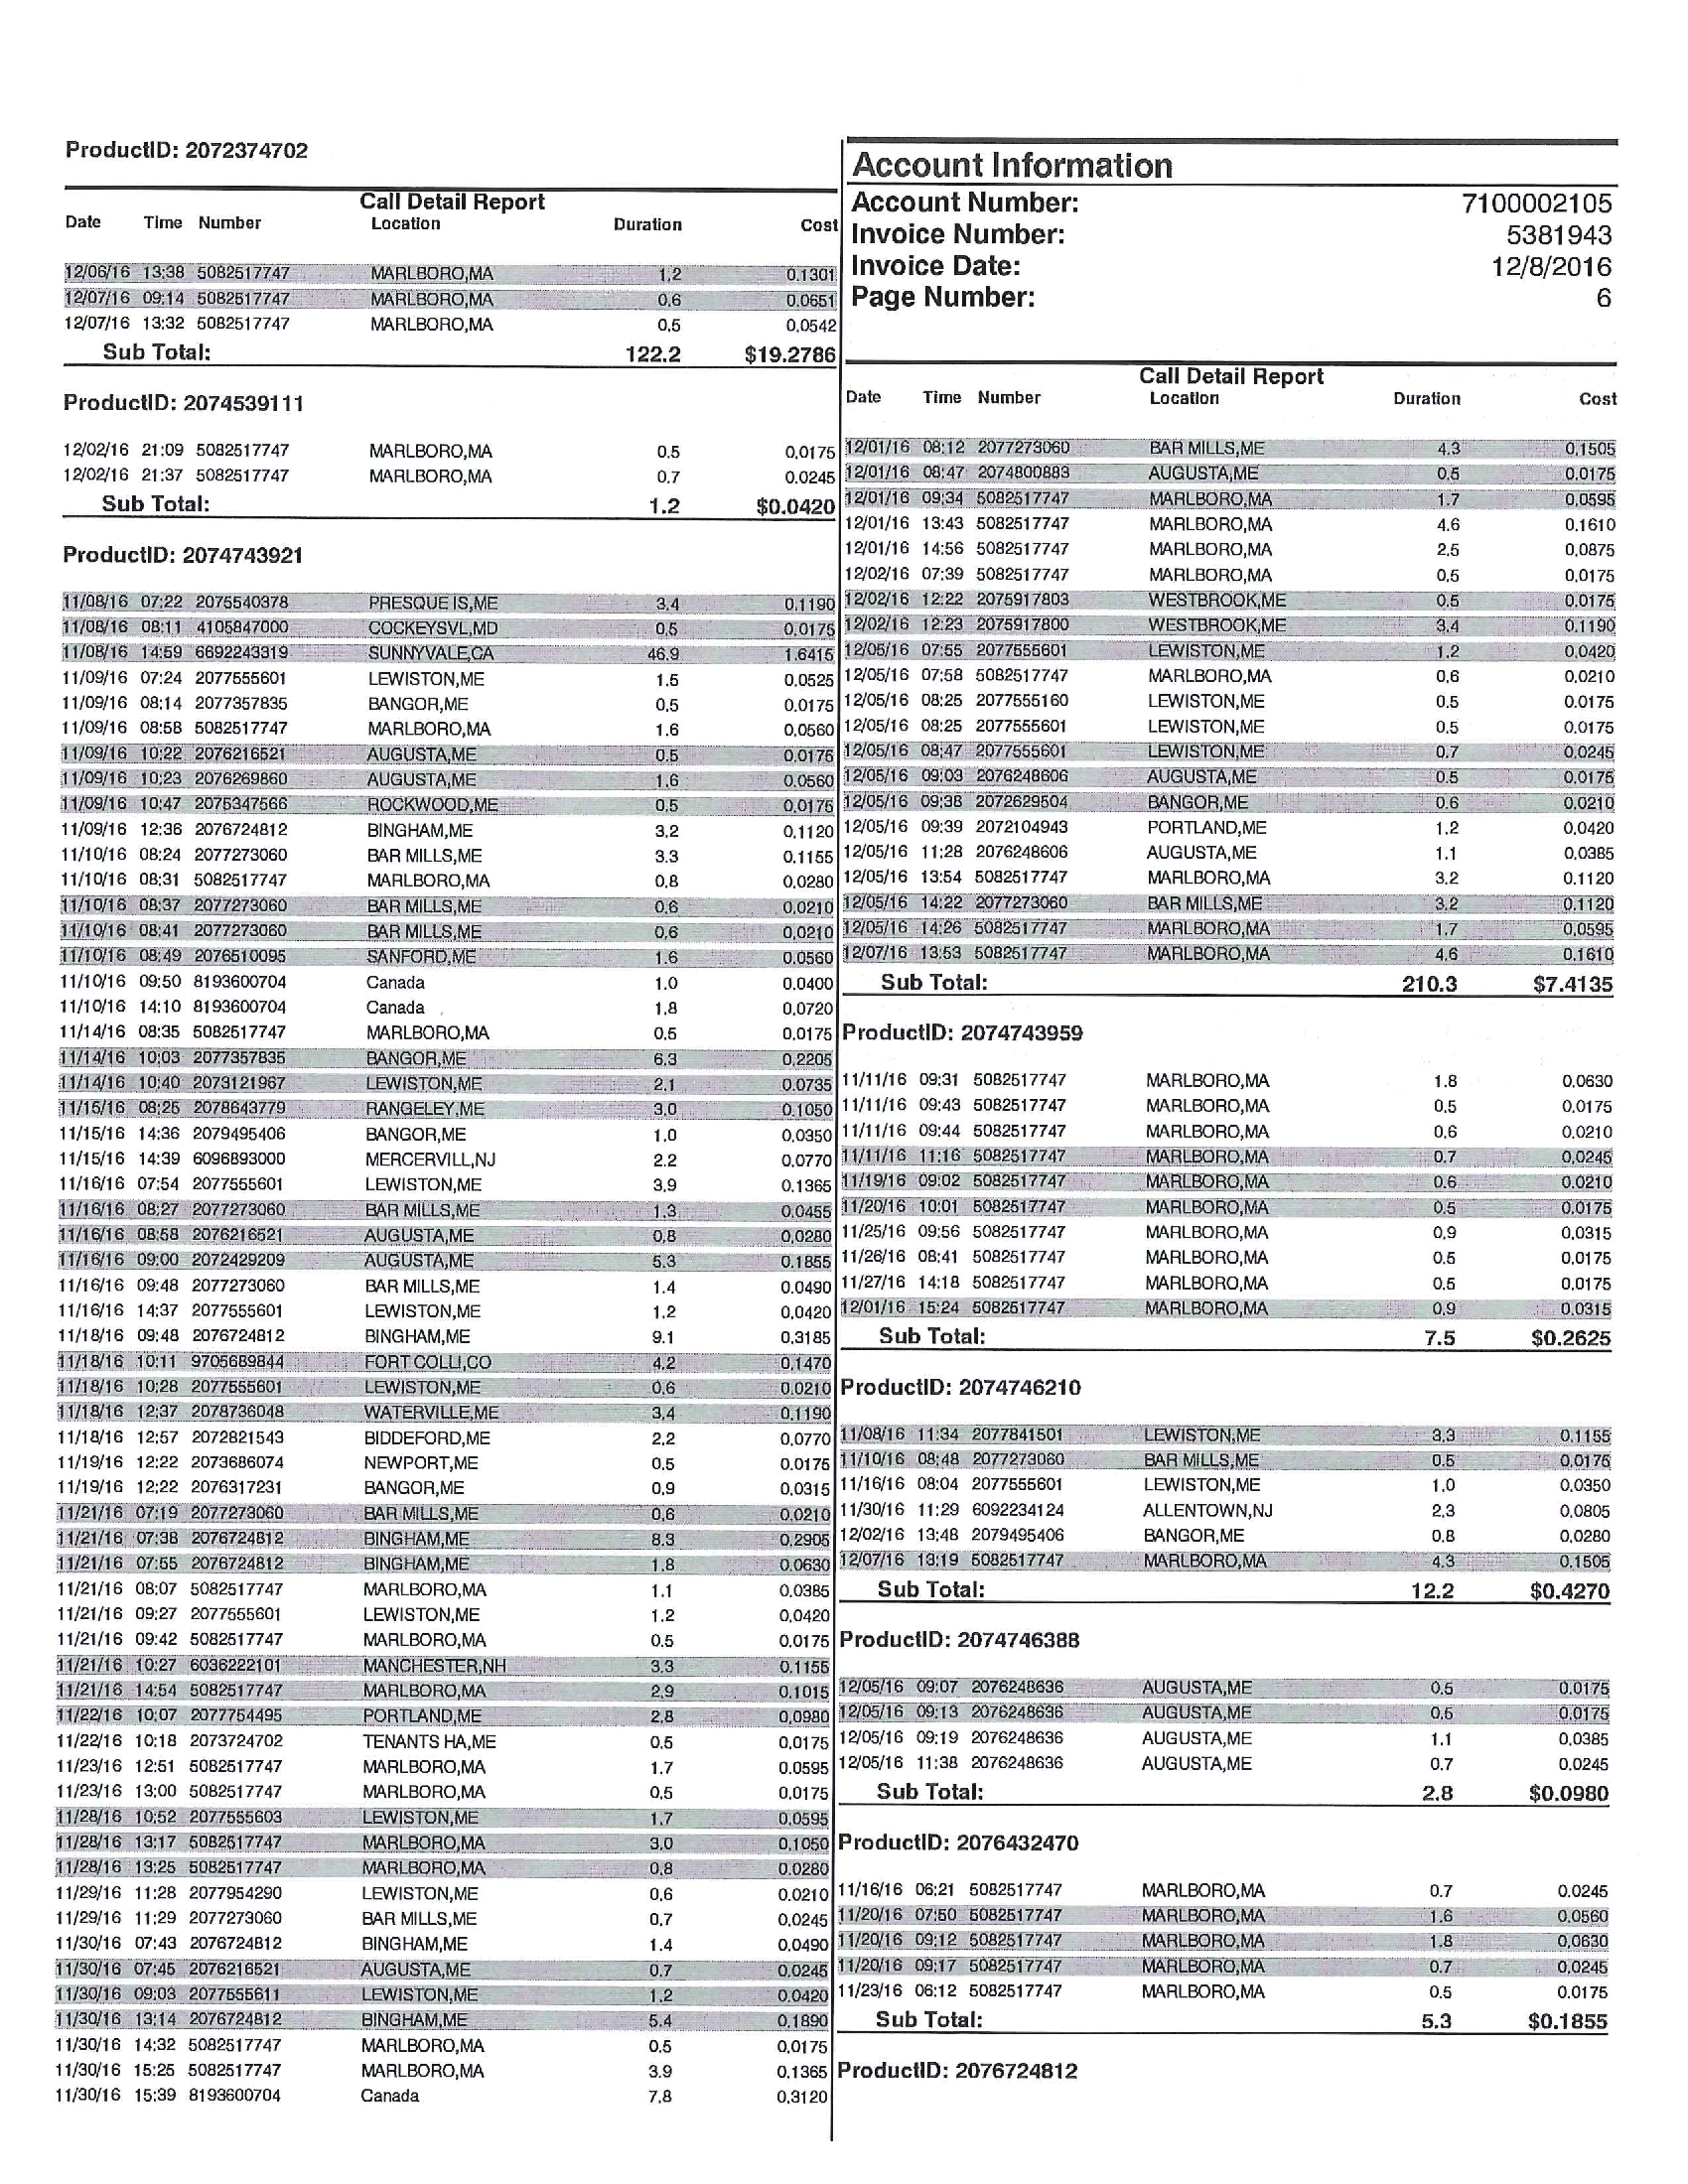 ProductID: 2072374702
Call Detail Report
Date Time Number Location Duration Cost
12/06/16 13:38 5082517747 MARLBORO,MA 1.2 0.1301
12/07/16 09:14 5082517747 MARLBORO,MA 0.6 0.0651
12/07/16 13:32 5082517747 MARLBORO,MA 0.5 0.0542
Sub Total: 122.2 $19.2786
ProductID: 2074539111
12/02/16 21:09 5082517747 MARLBORO,MA 0.5 0.0175
12/02/16 21:37 5082517747 MARLBORO,MA 0.7 0.0245
Sub Total: 1.2 $0.0420
ProductID: 2074743921
11/08/16 07:22 2075540378 PRESQUE IS,ME 3.4 0.1190
11/08/16 08:11 4105847000 COCKEYSVL,MD 0.5 0.0175
11/08/16 14:59 6692243319 SUNNYVALE,CA 46.9 1.6415
11/09/16 07:24 2077555601 LEWISTON,ME 1.5 0.0525
11/09/16 08:14 2077357835 BANGOR,ME 0.5 0.0175
11/09/16 08:58 5082517747 MARLBORO,MA 1.6 0.0560
11/09/16 10:22 2076216521 AUGUSTA,ME 0.5 0.0175
11/09/16 10:23 2076269860 AUGUSTA,ME 1.6 0.0560
11/09/16 10:47 2075347566 ROCKWOOD,ME 0.5 0.0175
11/09/16 12:36 2076724812 BINGHAM,ME 3.2 0.1120
11/10/16 08:24 2077273060 BAR MILLS,ME 3.3 0.1155
11/10/16 08:31 5082517747 MARLBORO,MA 0.8 0.0280
11/10/16 08:37 2077273060 BAR MILLS,ME 0.6 0.0210
11/10/16 08:41 2077273060 BAR MILLS,ME 0.6 0.0210
11/10/16 08:49 2076510095 SANFORD,ME 1.6 0.0560
11/10/16 09:50 8193600704 Canada 1.0 0.0400
11/10/16 14:10 8193600704 Canada 1.8 0.0720
11/14/16 08:35 5082517747 MARLBORO,MA 0.5 0.0175
11/14/16 10:03 2077357835 BANGOR,ME 6.3 0.2205
11/14/16 10:40 2073121967 LEWISTON,ME 2.1 0.0735
11/15/16 08:25 2078643779 RANGELEY,ME 3.0 0.1050
11/15/16 14:36 2079495406 BANGOR,ME 1.0 0.0350
11/15/16 14:39 6096893000 MERCERVILL,NJ 2.2 0.0770
11/16/16 07:54 2077555601 LEWISTON,ME 3.9 0.1365
11/16/16 08:27 2077273060 BAR MILLS,ME 1.3 0.0455
11/16/16 08:58 2076216521 AUGUSTA,ME 0.8 0.0280
11/16/16 09:00 2072429209 AUGUSTA,ME 5.3 0.1855
11/16/16 09:48 2077273060 BAR MILLS,ME 1.4 0.0490
11/16/16 14:37 2077555601 LEWISTON,ME 1.2 0.0420
11/18/16 09:48 2076724812 BINGHAM,ME 9.1 0.3185
11/18/16 10:11 9705689844 FORT COLLI,CO 4.2 0.1470
11/18/16 10:28 2077555601 LEWISTON,ME 0.6 0.0210
11/18/16 12:37 2078736048 WATERVILLE,ME 3.4 0.1190
11/18/16 12:57 2072821543 BIDDEFORD,ME 2.2 0.0770
11/19/16 12:22 2073686074 NEWPORT,ME 0.5 0.0175
11/19/16 12:22 2076317231 BANGOR,ME 0.9 0.0315
11/21/16 07:19 2077273060 BAR MILLS,ME 0.6 0.0210
11/21/16 07:38 2076724812 BINGHAM,ME 8.3 0.2905
11/21/16 07:55 2076724812 BINGHAM,ME 1.8 0.0630
11/21/16 08:07 5082517747 MARLBORO,MA 1.1 0.0385
11/21/16 09:27 2077555601 LEWISTON,ME 1.2 0.0420
11/21/16 09:42 5082517747 MARLBORO,MA 0.5 0.0175
11/21/16 10:27 6036222101 MANCHESTER,NH 3.3 0.1155
11/21/16 14:54 5082517747 MARLBORO,MA 2.9 0.1015
11/22/16 10:07 2077754495 PORTLAND,ME 2.8 0.0980
11/22/16 10:18 2073724702 TENANTS HA,ME 0.5 0.0175
11/23/16 12:51 5082517747 MARLBORO,MA 1.7 0.0595
11/23/16 13:00 5082517747 MARLBORO,MA 0.5 0.0175
11/28/16 10:52 2077555603 LEWISTON,ME 1.7 0.0595
11/28/16 13:17 5082517747 MARLBORO,MA 3.0 0.1050
11/28/16 13:25 5082517747 MARLBORO,MA 0.8 0.0280
11/29/16 11:28 2077954290 LEWISTON,ME 0.6 0.0210
11/29/16 11:29 2077273060 BAR MILLS,ME 0.7 0.0245
11/30/16 07:43 2076724812 BINGHAM,ME 1.4 0.0490
11/30/16 07:45 2076216521 AUGUSTA,ME 0.7 0.0245
11/30/16 09:03 2077555611 LEWISTON,ME 1.2 0.0420
11/30/16 13:14 2076724812 BINGHAM,ME 5.4 0.1890
11/30/16 14:32 5082517747 MARLBORO,MA 0.5 0.0175
11/30/16 15:25 5082517747 MARLBORO,MA 3.9 0.1365
11/30/16 15:39 8193600704 Canada 7.8 0.3120
Account Information
Account Number: 7100002105
Invoice Number: 5381943
Invoice Date: 12/8/2016
Page Number: 6
Call Detail Report
Date Time Number Location Duration Cost
12/01/16 08:12 2077273060 BAR MILLS,ME 4.3 0.1505
12/01/16 08:47 2074800883 AUGUSTA,ME 0.5 0.0175
12/01/16 09:34 5082517747 MARLBORO,MA 1.7 0.0595
12/01/16 13:43 5082517747 MARLBORO,MA 4.6 0.1610
12/01/16 14:56 5082517747 MARLBORO,MA 2.5 0.0875
12/02/16 07:39 5082517747 MARLBORO,MA 0.5 0.0175
12/02/16 12:22 2075917803 WESTBROOK,ME 0.5 0.0175
12/02/16 12:23 2075917800 WESTBROOK,ME 3.4 0.1190
12/05/16 07:55 2077555601 LEWISTON,ME 1.2 0.0420
12/05/16 07:58 5082517747 MARLBORO,MA 0.6 0.0210
12/05/16 08:25 2077555160 LEWISTON,ME 0.5 0.0175
12/05/16 08:25 2077555601 LEWISTON,ME 0.5 0.0175
12/05/16 08:47 2077555601 LEWISTON,ME 0.7 0.0245
12/05/16 09:03 2076248606 AUGUSTA,ME 0.5 0.0175
12/05/16 09:38 2072629504 BANGOR,ME 0.6 0.0210
12/05/16 09:39 2072104943 PORTLAND,ME 1.2 0.0420
12/05/16 11:28 2076248606 AUGUSTA,ME 1.1 0.0385
12/05/16 13:54 5082517747 MARLBORO,MA 3.2 0.1120
12/05/16 14:22 2077273060 BAR MILLS,ME 3.2 0.1120
12/05/16 14:26 5082517747 MARLBORO,MA 1.7 0.0595
12/07/16 13:53 5082517747 MARLBORO,MA 4.6 0.1610
Sub Total: 210.3 $7.4135
ProductID: 2074743959
11/11/16 09:31 5082517747 MARLBORO,MA 1.8 0.0630
11/11/16 09:43 5082517747 MARLBORO,MA 0.5 0.0175
11/11/16 09:44 5082517747 MARLBORO,MA 0.6 0.0210
11/11/16 11:16 5082517747 MARLBORO,MA 0.7 0.0245
11/19/16 09:02 5082517747 MARLBORO,MA 0.6 0.0210
11/20/16 10:01 5082517747 MARLBORO,MA 0.5 0.0175
11/25/16 09:56 5082517747 MARLBORO,MA 0.9 0.0315
11/26/16 08:41 5082517747 MARLBORO,MA 0.5 0.0175
11/27/16 14:18 5082517747 MARLBORO,MA 0.5 0.0175
12/01/16 15:24 5082517747 MARLBORO,MA 0.9 0.0315
Sub Total: 7.5 $0.2625
ProductID: 2074746210
11/08/16 11:34 2077841501 LEWISTON,ME 3.3 0.1155
11/10/16 08:48 2077273060 BAR MILLS,ME 0.5 0.0175
11/16/16 08:04 2077555601 LEWISTON,ME 1.0 0.0350
11/30/16 11:29 6092234124 ALLENTOWN,NJ 2.3 0.0805
12/02/16 13:48 2079495406 BANGOR,ME 0.8 0.0280
12/07/16 13:19 5082517747 MARLBORO,MA 4.3 0.1505
Sub Total: 12.2 $0.4270
ProductID: 2074746388
12/05/16 09:07 2076248636 AUGUSTA,ME 0.5 0.0175
12/05/16 09:13 2076248636 AUGUSTA,ME 0.5 0.0175
12/05/16 09:19 2076248636 AUGUSTA,ME 1.1 0.0385
12/05/16 11:38 2076248636 AUGUSTA,ME 0.7 0.0245
Sub Total: 2.8 $0.0980
ProductID: 2076432470
11/16/16 06:21 5082517747 MARLBORO,MA 0.7 0.0245
11/20/16 07:50 5082517747 MARLBORO,MA 1.6 0.0560
11/20/16 09:12 5082517747 MARLBORO,MA 1.8 0.0630
11/20/16 09:17 5082517747 MARLBORO,MA 0.7 0.0245
11/23/16 06:12 5082517747 MARLBORO,MA 0.5 0.0175
Sub Total: 5.3 $0.1855
ProductID: 2076724812